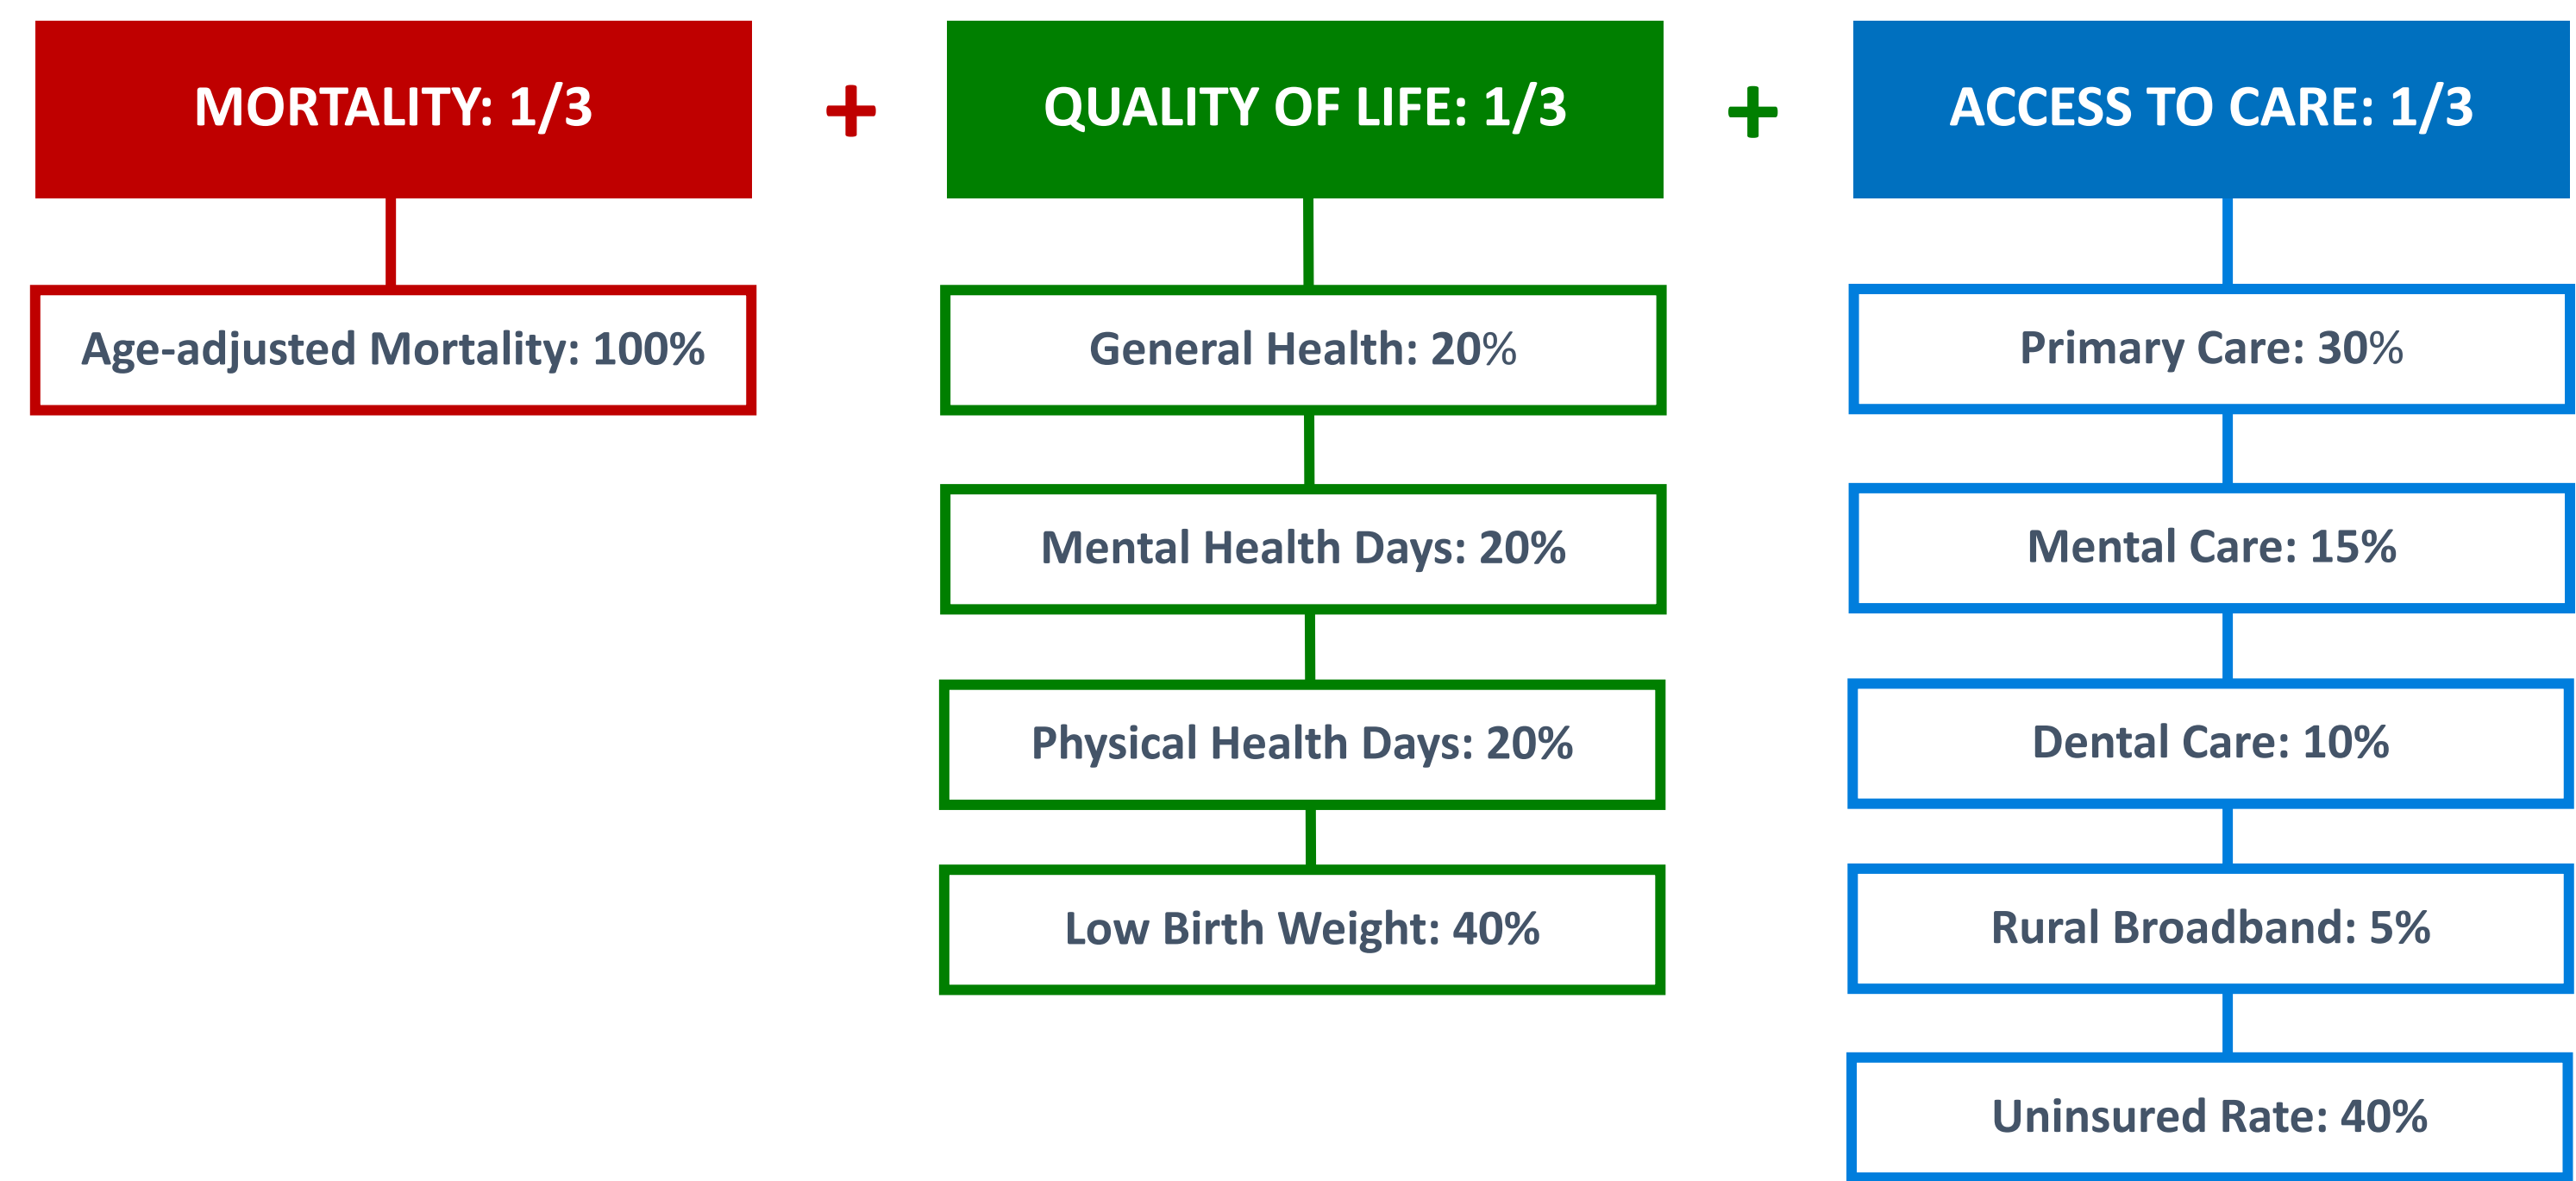 MORTALITY: 1/3
+
QUALITY OF LIFE: 1/3
+
ACCESS TO CARE: 1/3
Age-adjusted Mortality: 100%
General Health: 20%
Mental Health Days: 20%
Physical Health Days: 20%
Low Birth Weight: 40%
Primary Care: 30%
Mental Care: 15%
Dental Care: 10%
Rural Broadband: 5%
Uninsured Rate: 40%